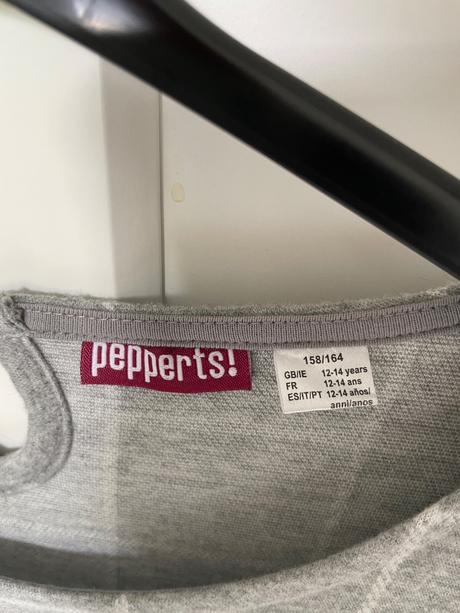 pepperts!
158/164
GB/IE 12-14 years
FR 12-14 ans
ES/IT/PT 12-14 años/
anni/anos